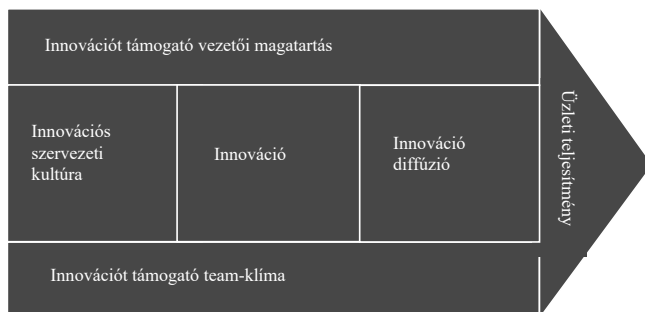 Innovációt támogató vezetői magatartás
Innovációs
szervezeti
kultúra
Innováció
Innováció
diffúzió
Üzleti teljesítmény
Innovációt támogató team-klíma